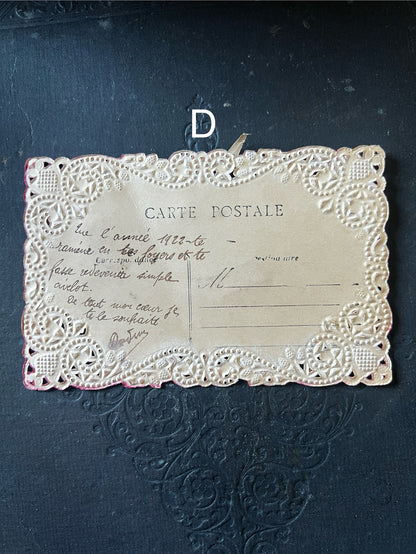 D
CARTE POSTALE
Que l'année 1922 te
ramène en tes foyers et te
Correspondance
fasse redevenir simple
De tout mon cœur je
te le souhaite
M